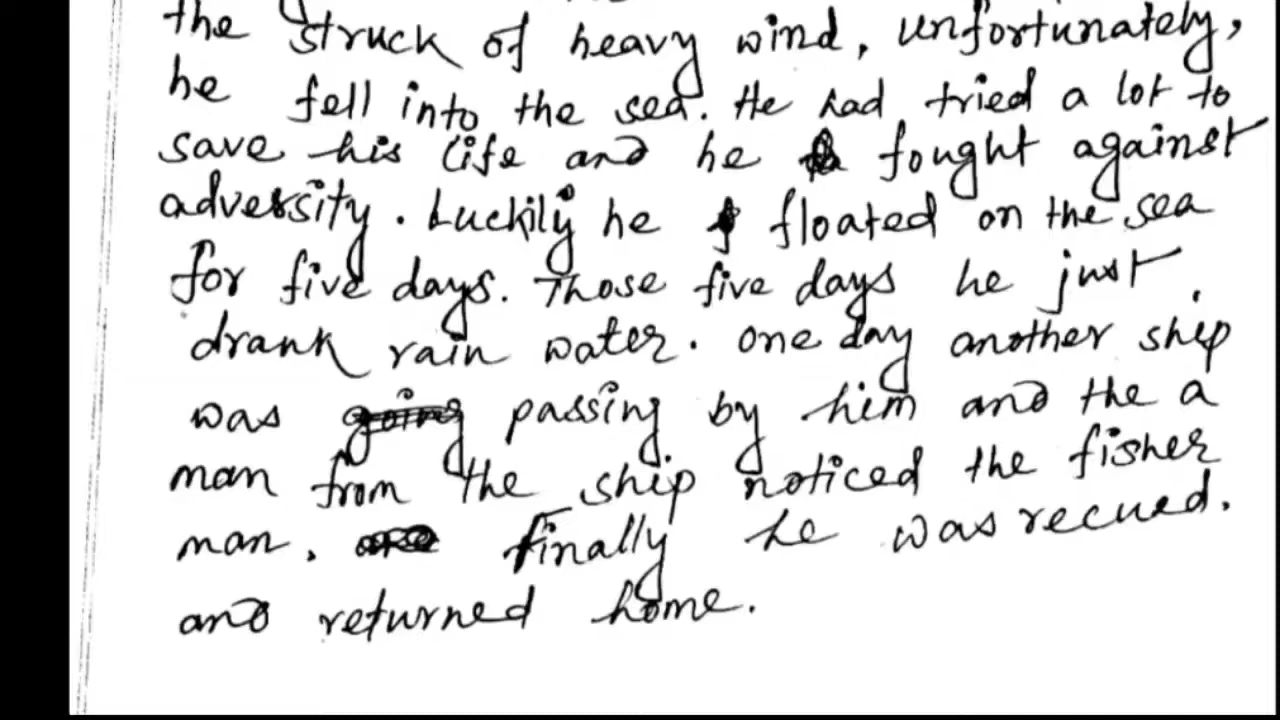 the struck of heavy wind, unfortunately,
he fell into the sea. He had tried a lot to
save his life and he fought against
adversity. Luckily he floated on the sea
for five days. Those five days he just
drank rain water. One day another ship
was going passing by him and the a
man from the ship noticed the fisher
man. Finally he was recued.
and returned home.